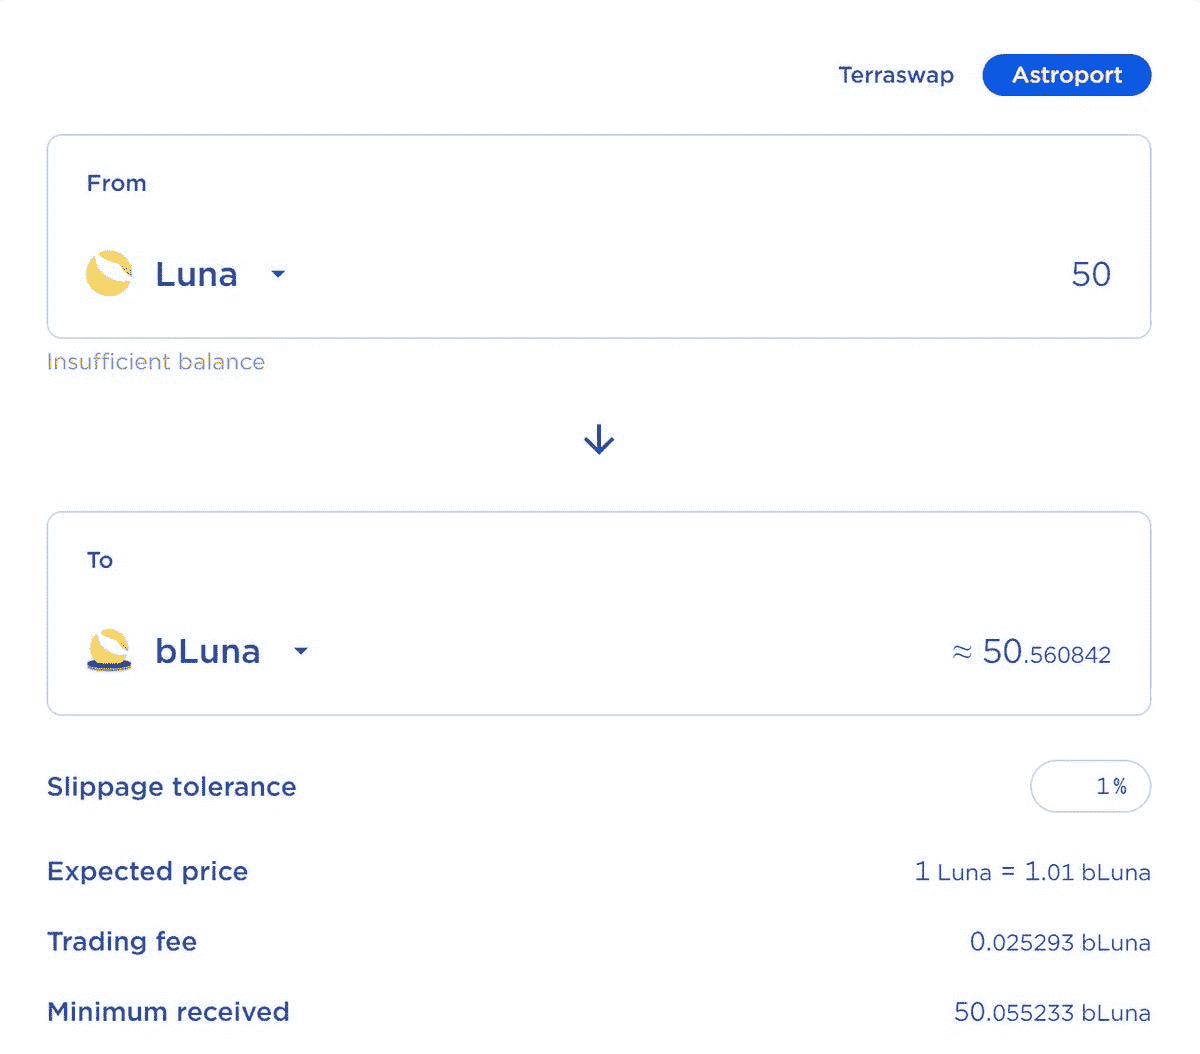 Terraswap Astroport
From
Luna 50
Insufficient balance
To
bLuna ≈ 50.560842
Slippage tolerance 1%
Expected price 1 Luna = 1.01 bLuna
Trading fee 0.025293 bLuna
Minimum received 50.055233 bLuna